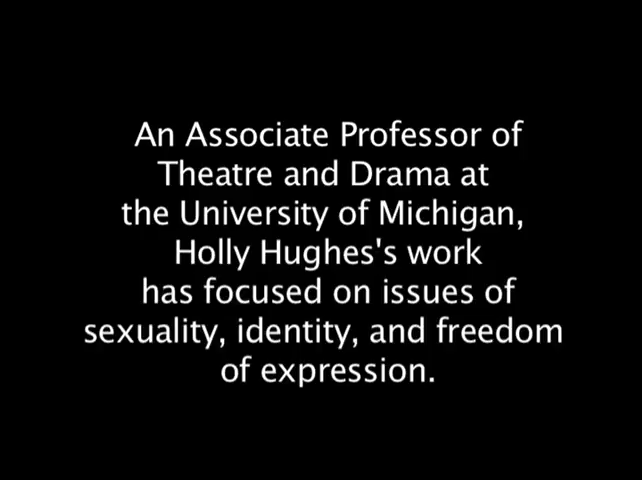 An Associate Professor of
Theatre and Drama at
the University of Michigan,
Holly Hughes's work
has focused on issues of
sexuality, identity, and freedom
of expression.